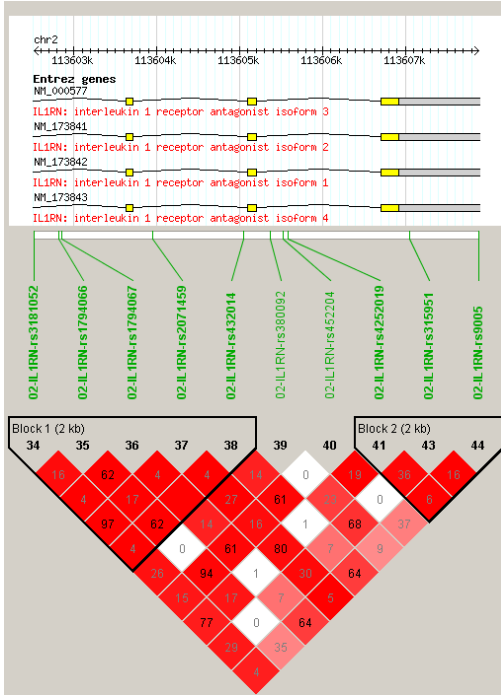 chr2
113603k 113604k 113605k 113606k 113607k
Entrez genes
NM_000577
IL1RN: interleukin 1 receptor antagonist isoform 3
NM_173841
IL1RN: interleukin 1 receptor antagonist isoform 2
NM_173842
IL1RN: interleukin 1 receptor antagonist isoform 1
NM_173843
IL1RN: interleukin 1 receptor antagonist isoform 4
02-IL1RN-rs3181052
02-IL1RN-rs1794066
02-IL1RN-rs1794067
02-IL1RN-rs2071459
02-IL1RN-rs432014
02-IL1RN-rs380092
02-IL1RN-rs452204
02-IL1RN-rs4252019
02-IL1RN-rs315951
02-IL1RN-rs9005
Block 1 (2 kb) Block 2 (2 kb)
34 35 36 37 38 39 40 41 43 44
16 62 4 4 14 0 19 36 16
4 17 27 61 0 6
97 62 14 16 1 68 37
4 0 61 80 7 9
26 94 1 30 64
15 17 7 5
77 0 64
29 35
4